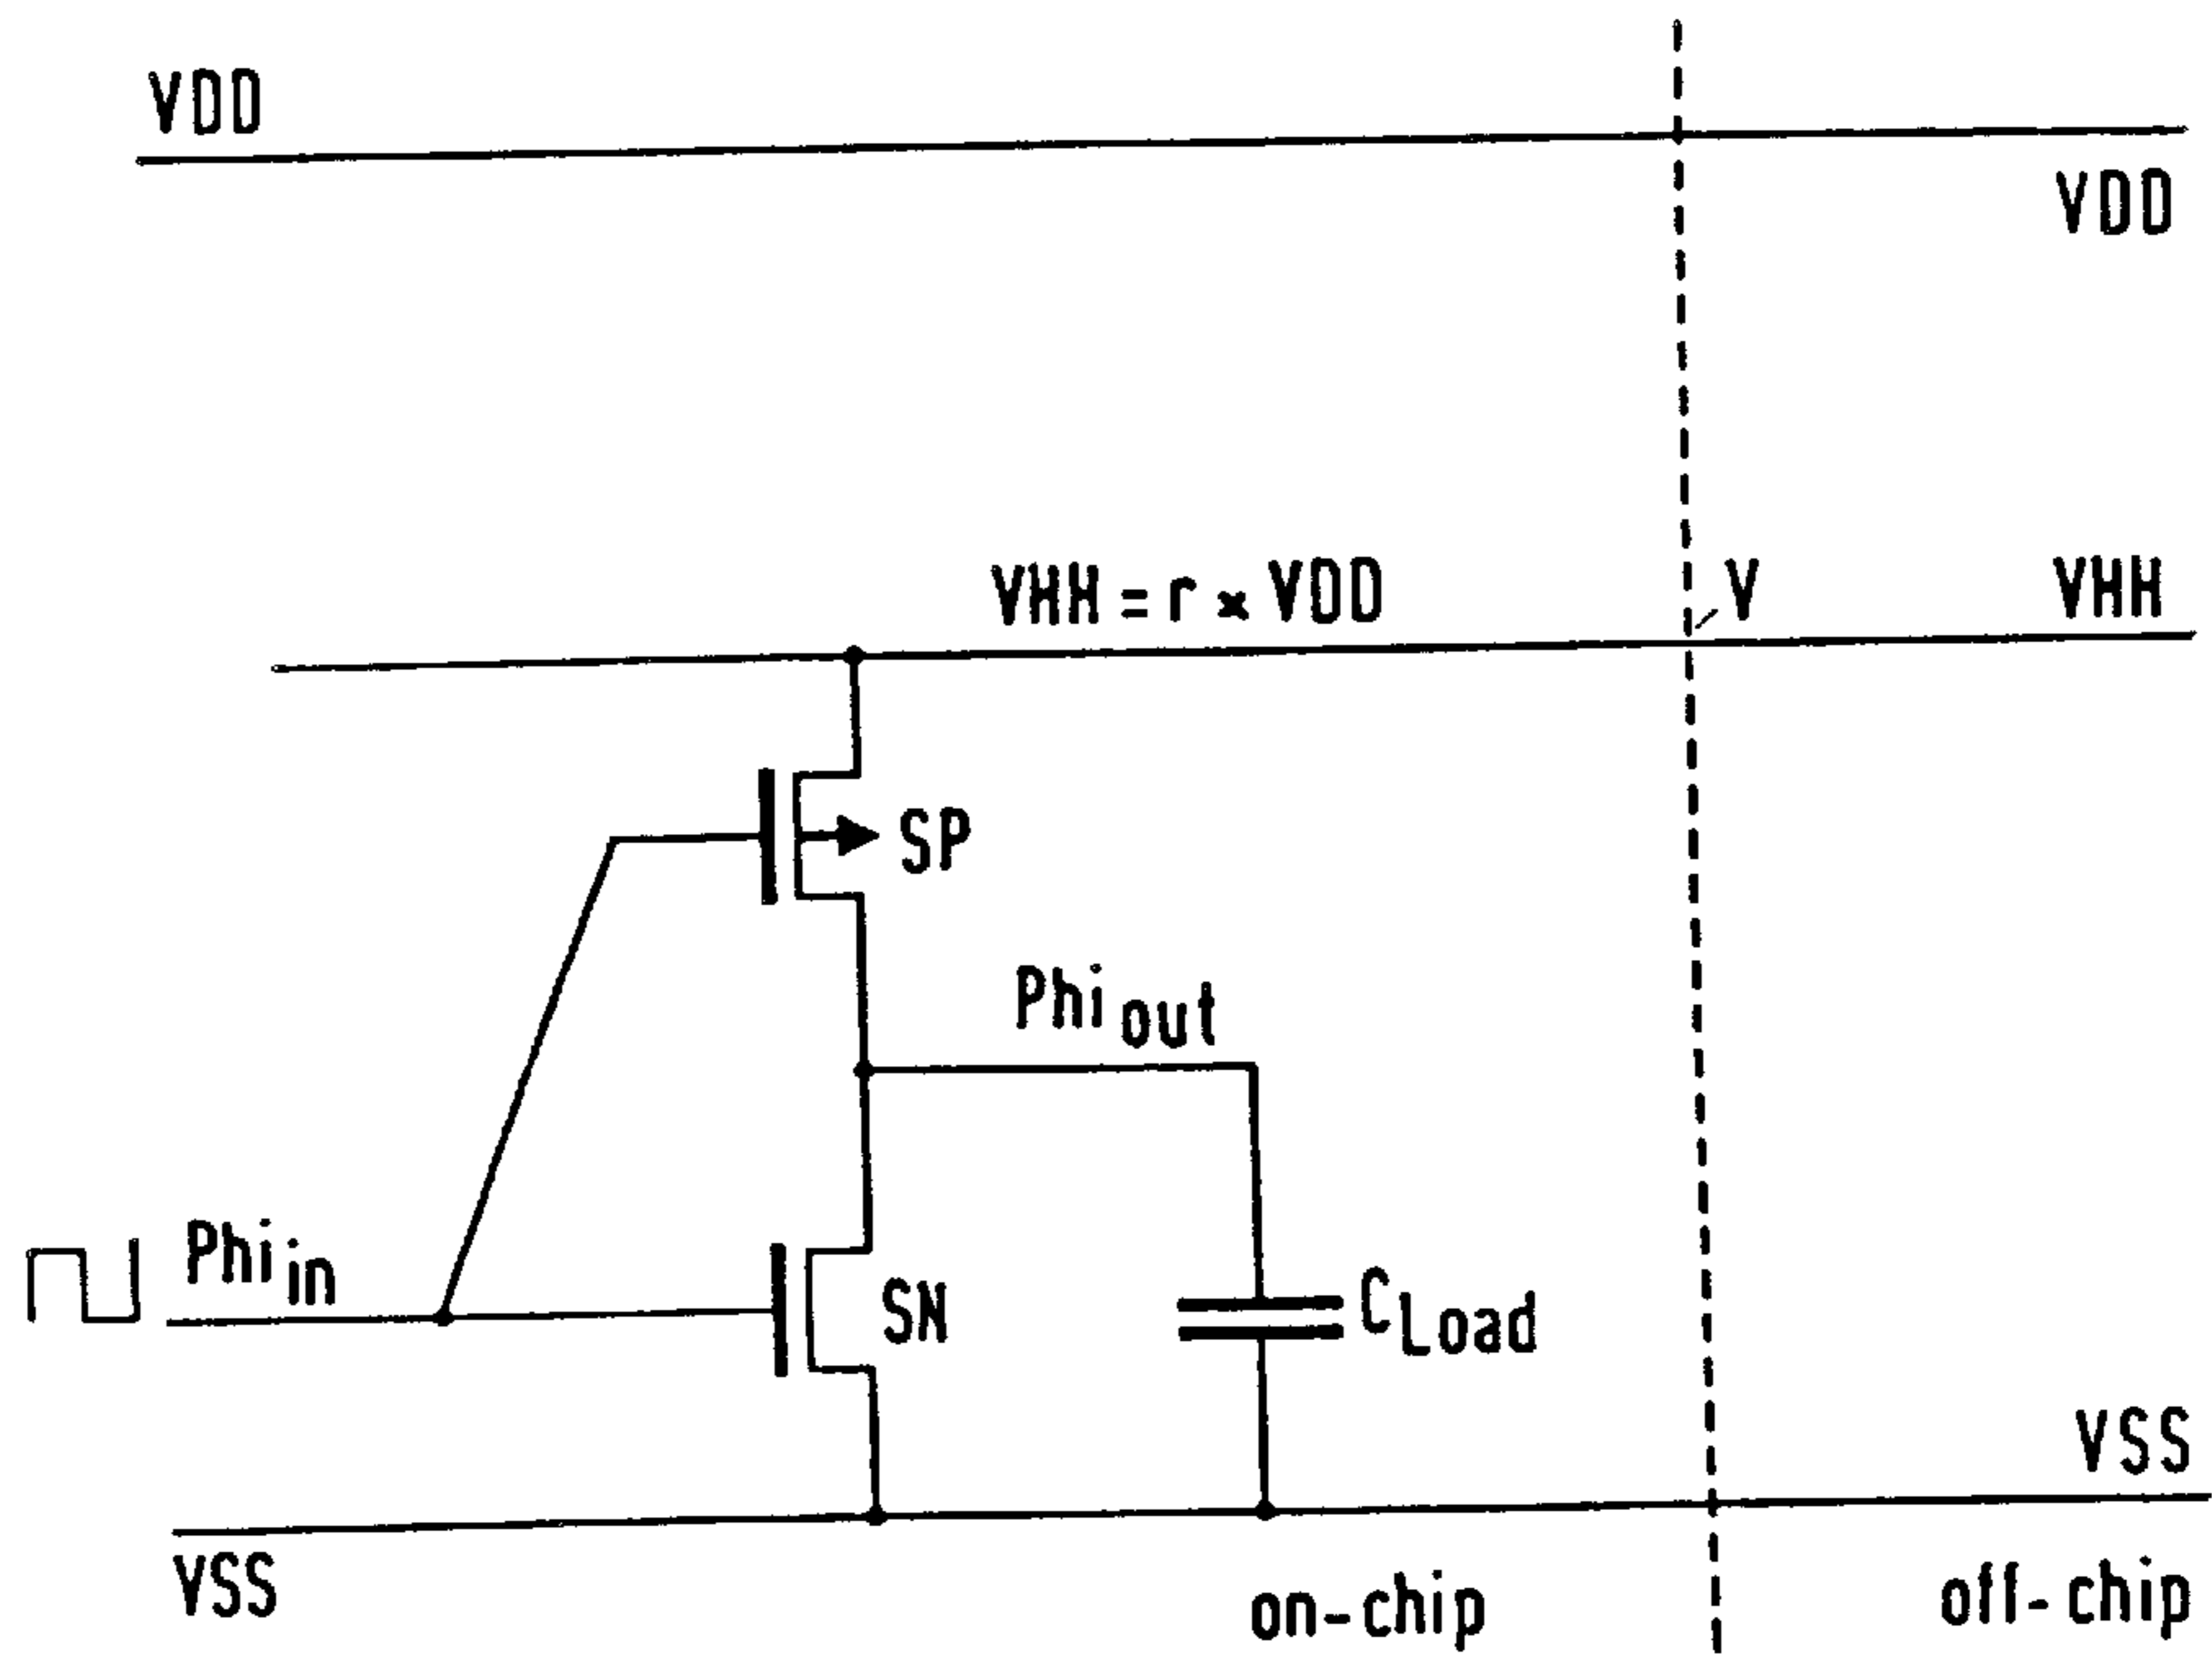 VDD
VDD
VHH = r × VDD
V
VHH
SP
Phi out
Phi in
SN
C Load
VSS
VSS
on-chip
off-chip